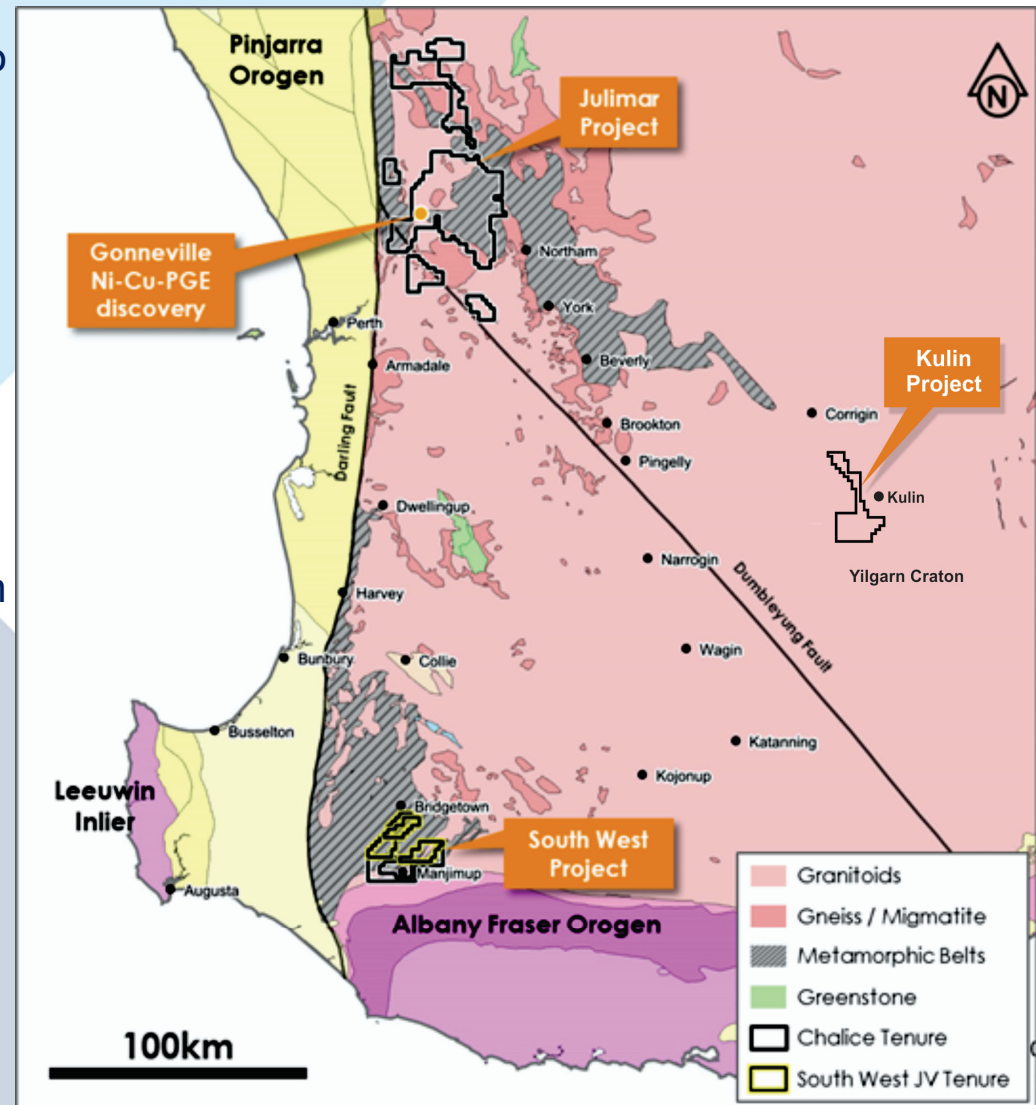 Pinjarra
Orogen
N
Julimar
Project
Gonneville
Ni-Cu-PGE
discovery
Northam
York
Perth
Armadale
Beverly
Kulin
Project
Darling Fault
Corrigin
Brookton
Pingelly
Kulin
Dwellingup
Narrogin
Yilgarn Craton
Dumbleyung Fault
Harvey
Wagin
Bunbury
Collie
Busselton
Katanning
Kojonup
Leeuwin
Inlier
Bridgetown
South West
Project
Manjimup
Augusta
Albany Fraser Orogen
Granitoids
Gneiss / Migmatite
Metamorphic Belts
Greenstone
Chalice Tenure
South West JV Tenure
100km